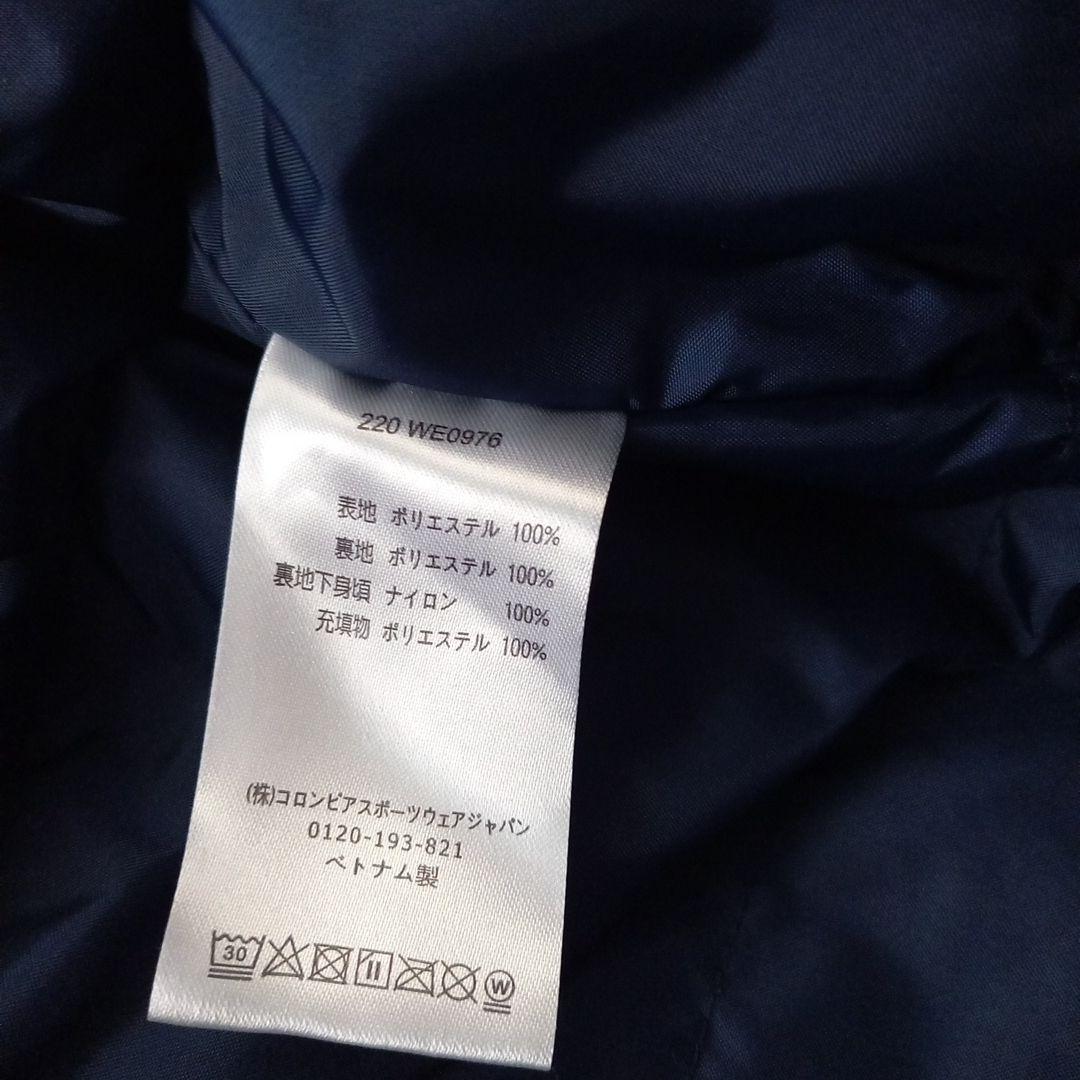 220 WE0976
表地 ポリエステル 100%
裏地 ポリエステル 100%
裏地下身頃 ナイロン 100%
充填物 ポリエステル 100%
(株)コロンビアスポーツウェアジャパン
0120-193-821
ベトナム製
30 W